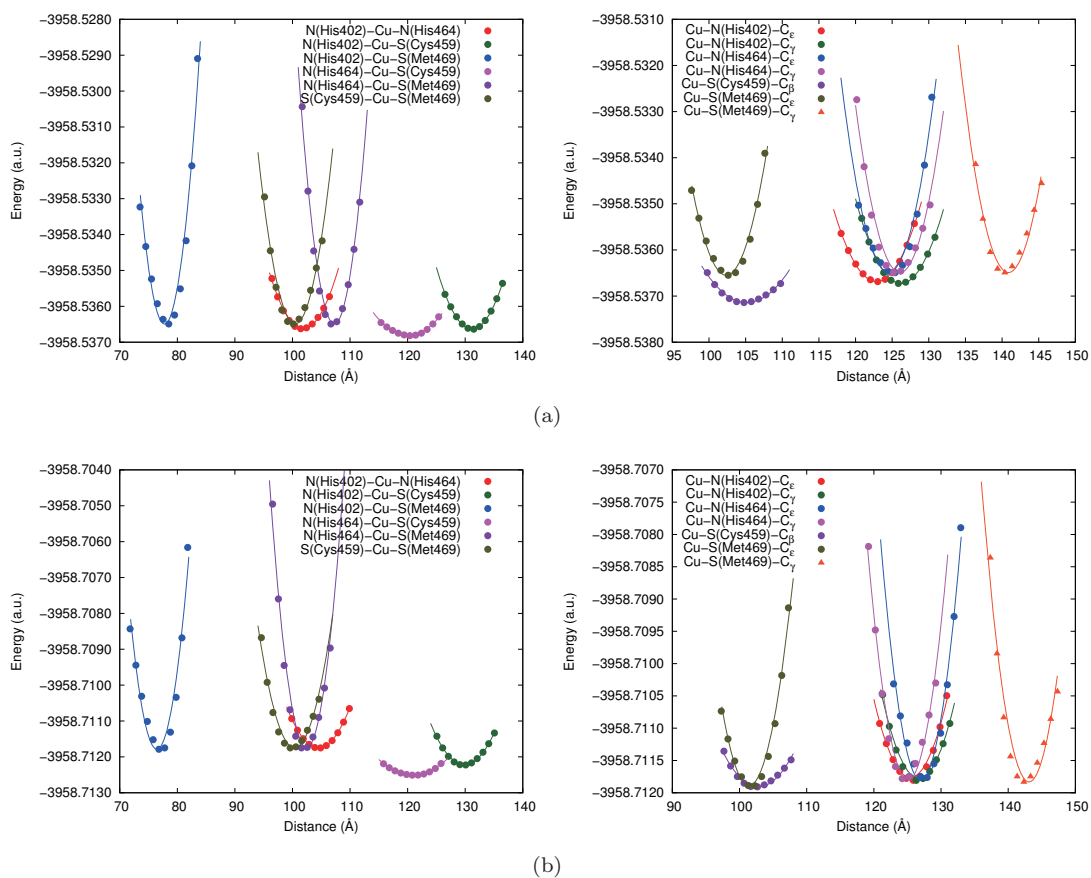 N(His402)−Cu−N(His464)
N(His402)−Cu−S(Cys459)
N(His402)−Cu−S(Met469)
N(His464)−Cu−S(Cys459)
N(His464)−Cu−S(Met469)
S(Cys459)−Cu−S(Met469)
−3958.5280
−3958.5290
−3958.5300
−3958.5310
−3958.5320
−3958.5330
−3958.5340
−3958.5350
−3958.5360
−3958.5370
Energy (a.u.)
70 80 90 100 110 120 130 140
Distance (Å)
Cu−N(His402)−Cε
Cu−N(His402)−Cγ
Cu−N(His464)−Cε
Cu−N(His464)−Cγ
Cu−S(Cys459)−Cβ
Cu−S(Met469)−Cε
Cu−S(Met469)−Cγ
−3958.5310
−3958.5320
−3958.5330
−3958.5340
−3958.5350
−3958.5360
−3958.5370
−3958.5380
Energy (a.u.)
95 100 105 110 115 120 125 130 135 140 145 150
Distance (Å)
(a)
N(His402)−Cu−N(His464)
N(His402)−Cu−S(Cys459)
N(His402)−Cu−S(Met469)
N(His464)−Cu−S(Cys459)
N(His464)−Cu−S(Met469)
S(Cys459)−Cu−S(Met469)
−3958.7040
−3958.7050
−3958.7060
−3958.7070
−3958.7080
−3958.7090
−3958.7100
−3958.7110
−3958.7120
−3958.7130
Energy (a.u.)
70 80 90 100 110 120 130 140
Distance (Å)
Cu−N(His402)−Cε
Cu−N(His402)−Cγ
Cu−N(His464)−Cε
Cu−N(His464)−Cγ
Cu−S(Cys459)−Cβ
Cu−S(Met469)−Cε
Cu−S(Met469)−Cγ
−3958.7070
−3958.7075
−3958.7080
−3958.7085
−3958.7090
−3958.7095
−3958.7100
−3958.7105
−3958.7110
−3958.7115
−3958.7120
Energy (a.u.)
90 100 110 120 130 140 150
Distance (Å)
(b)